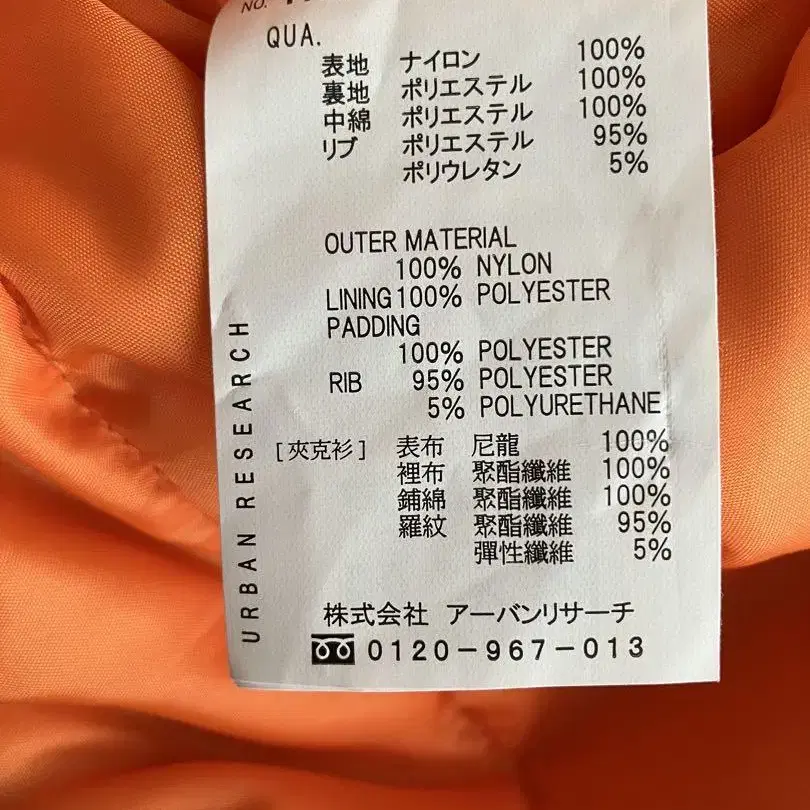 NO.
QUA.
表地 ナイロン 100%
裏地 ポリエステル 100%
中綿 ポリエステル 100%
リブ ポリエステル 95%
ポリウレタン 5%
OUTER MATERIAL
100% NYLON
LINING 100% POLYESTER
PADDING
100% POLYESTER
RIB 95% POLYESTER
5% POLYURETHANE
[夾克衫] 表布 尼龍 100%
裡布 聚酯纖維 100%
鋪綿 聚酯纖維 100%
羅紋 聚酯纖維 95%
彈性纖維 5%
URBAN RESEARCH
株式会社 アーバンリサーチ
0120-967-013